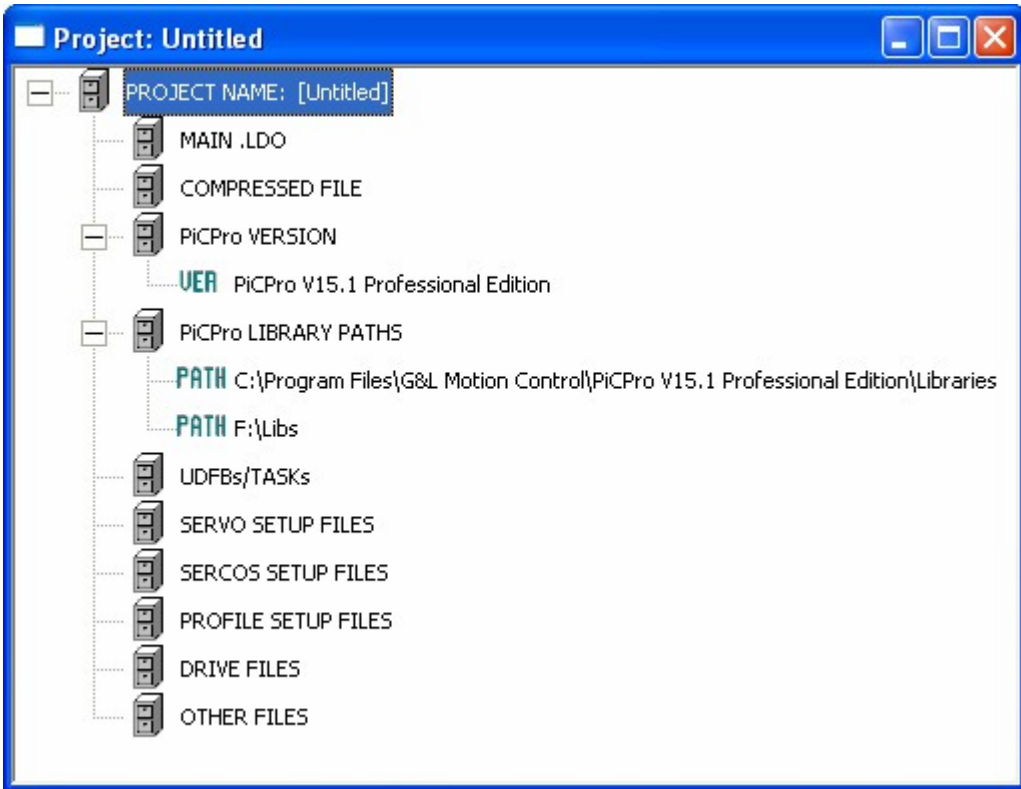 Project: Untitled
PROJECT NAME: [Untitled]
MAIN .LDO
COMPRESSED FILE
PiCPro VERSION
VER PiCPro V15.1 Professional Edition
PiCPro LIBRARY PATHS
PATH C:\Program Files\G&L Motion Control\PiCPro V15.1 Professional Edition\Libraries
PATH F:\Libs
UDFBs/TASKs
SERVO SETUP FILES
SERCOS SETUP FILES
PROFILE SETUP FILES
DRIVE FILES
OTHER FILES